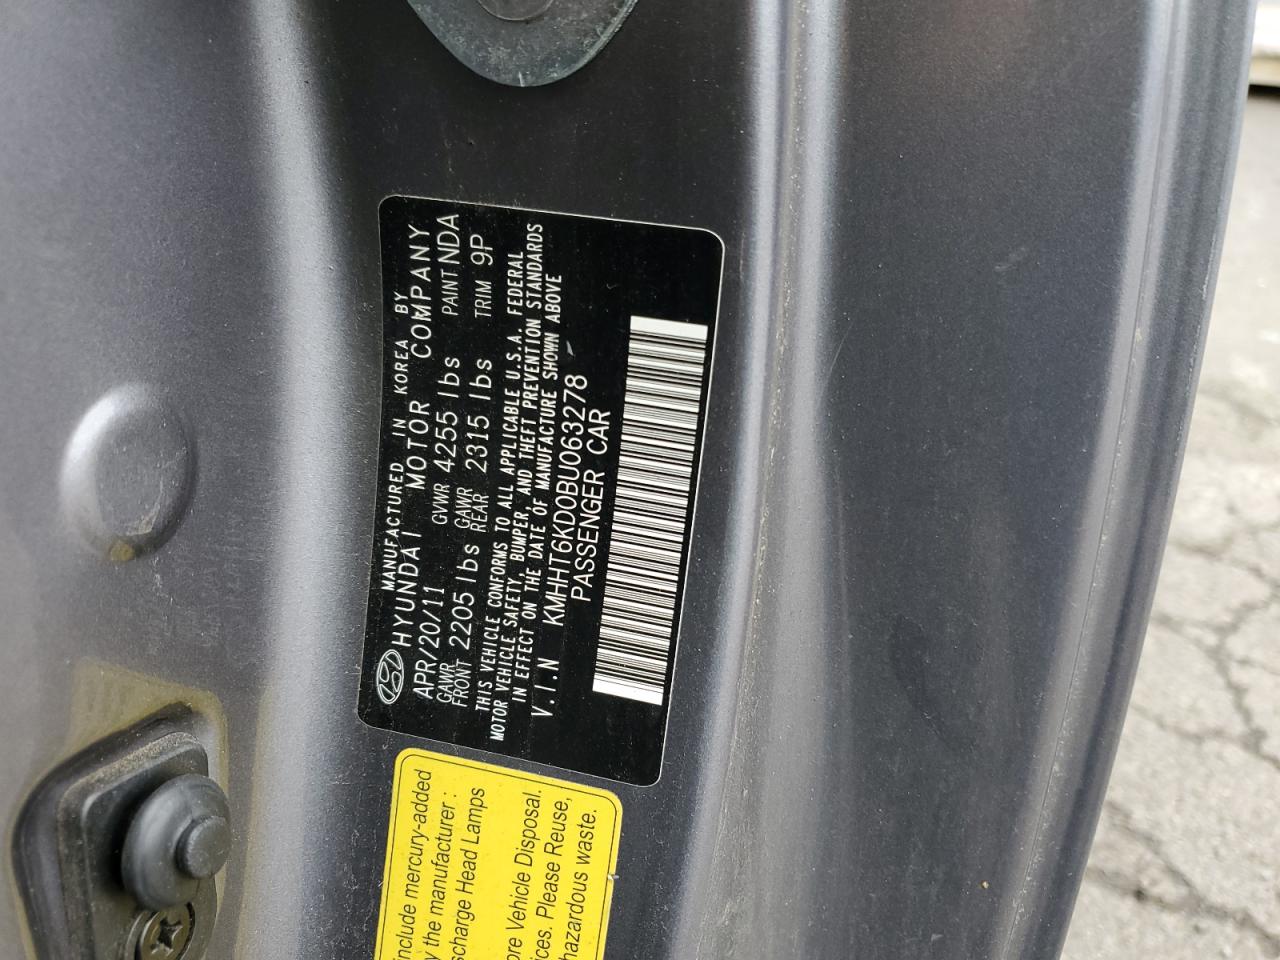 MANUFACTURED IN KOREA BY
HYUNDAI MOTOR COMPANY
APR/20/11 GVWR 4255 lbs PAINT NDA
GAWR FRONT 2205 lbs GAWR REAR 2315 lbs TRIM 9P
THIS VEHICLE CONFORMS TO ALL APPLICABLE U.S.A. FEDERAL
MOTOR VEHICLE SAFETY, BUMPER, AND THEFT PREVENTION STANDARDS
IN EFFECT ON THE DATE OF MANUFACTURE SHOWN ABOVE
V.I.N KMHHT6KD0BU063278
PASSENGER CAR
include mercury-added
y the manufacturer :
scharge Head Lamps
ore Vehicle Disposal.
ices. Please Reuse,
hazardous waste.